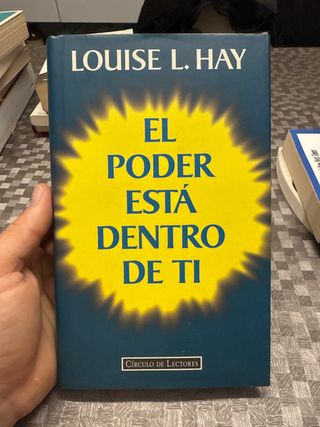 LOUISE L. HAY
EL
PODER
ESTÁ
DENTRO
DE TI
CÍRCULO DE LECTORES